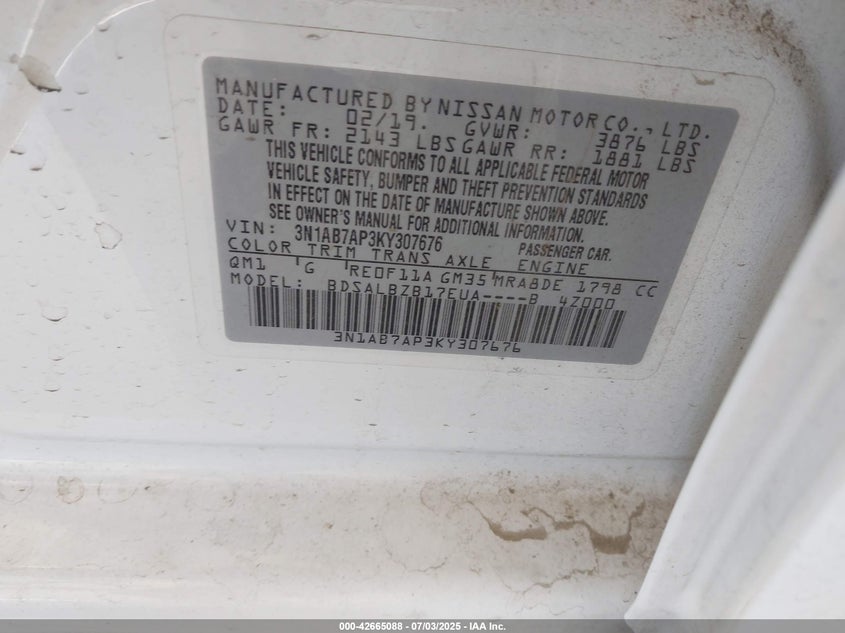 MANUFACTURED BY NISSAN MOTOR CO., LTD.
DATE: 02/19. GVWR: 3876 LBS
GAWR FR: 2143 LBS GAWR RR: 1881 LBS
THIS VEHICLE CONFORMS TO ALL APPLICABLE FEDERAL MOTOR
VEHICLE SAFETY, BUMPER AND THEFT PREVENTION STANDARDS
IN EFFECT ON THE DATE OF MANUFACTURE SHOWN ABOVE.
SEE OWNER'S MANUAL FOR ADDITIONAL INFORMATION.
VIN: 3N1AB7AP3KY307676 PASSENGER CAR.
COLOR TRIM TRANS AXLE ENGINE
QM1 G RE0F11A GM35 MRA8DE 1798 CC
MODEL: BDSALBZB17EUA----B 4Z000
3N1AB7AP3KY307676
000-42665088 - 07/03/2025 - IAA Inc.